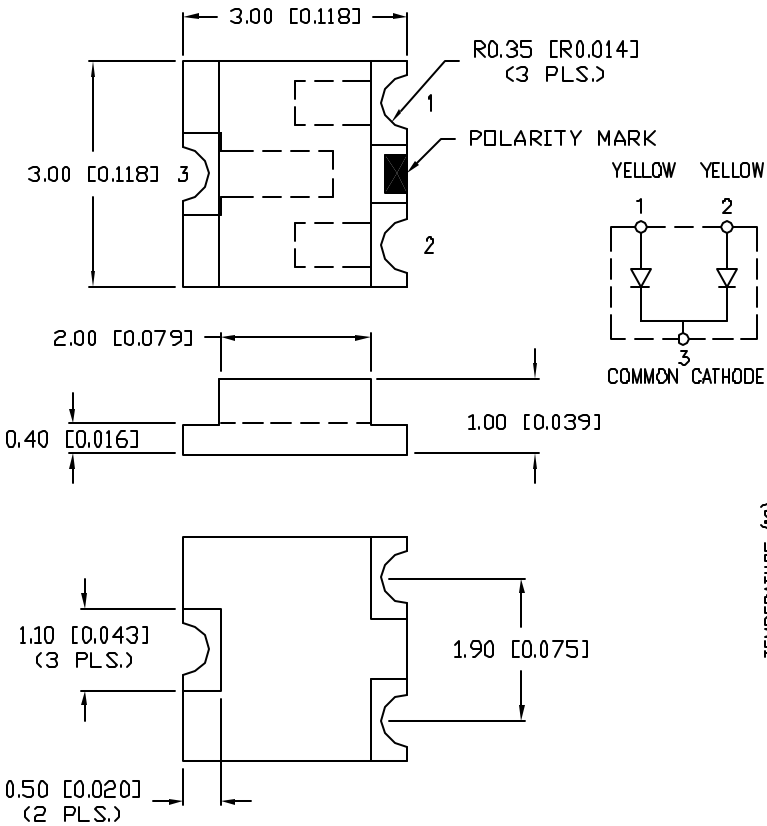 3.00 [0.118]
R0.35 [R0.014]
(3 PLS.)
1
POLARITY MARK
3.00 [0.118]
3
2
YELLOW YELLOW
1 2
3
COMMON CATHODE
2.00 [0.079]
1.00 [0.039]
0.40 [0.016]
1.10 [0.043]
(3 PLS.)
1.90 [0.075]
0.50 [0.020]
(2 PLS.)